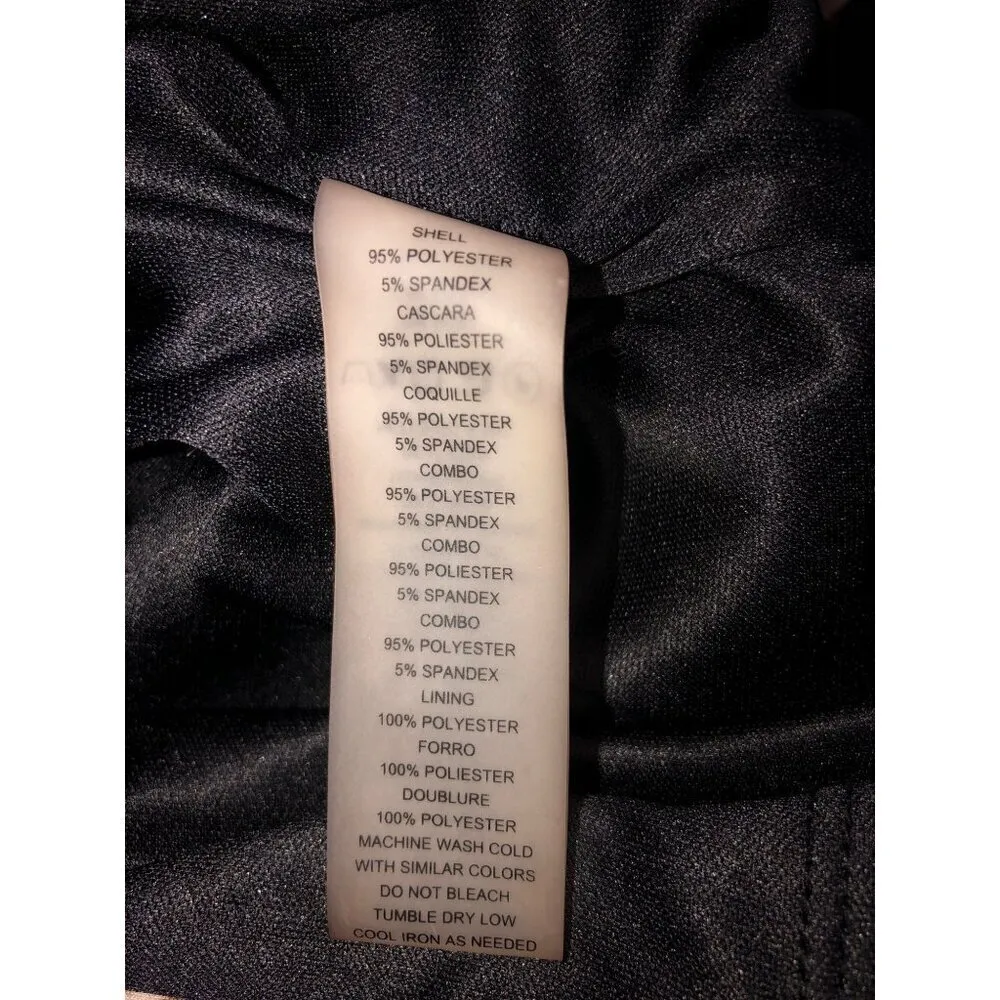 SHELL
95% POLYESTER
5% SPANDEX
CASCARA
95% POLIESTER
5% SPANDEX
COQUILLE
95% POLYESTER
5% SPANDEX
COMBO
95% POLYESTER
5% SPANDEX
COMBO
95% POLIESTER
5% SPANDEX
COMBO
95% POLYESTER
5% SPANDEX
LINING
100% POLYESTER
FORRO
100% POLIESTER
DOUBLURE
100% POLYESTER
MACHINE WASH COLD
WITH SIMILAR COLORS
DO NOT BLEACH
TUMBLE DRY LOW
COOL IRON AS NEEDED